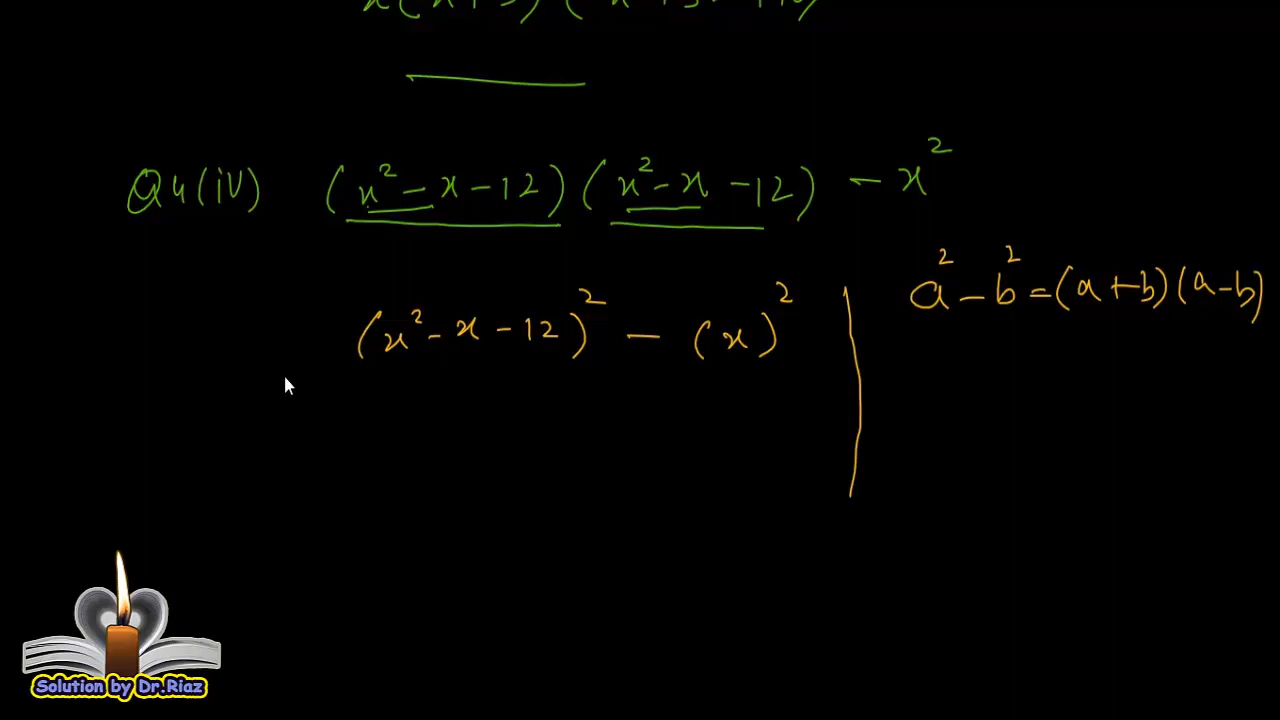 Q4(iv) (x² - x - 12)(x² - x - 12) - x²
a² - b² = (a + b)(a - b)
(x² - x - 12)² - (x)²
Solution by Dr.Riaz